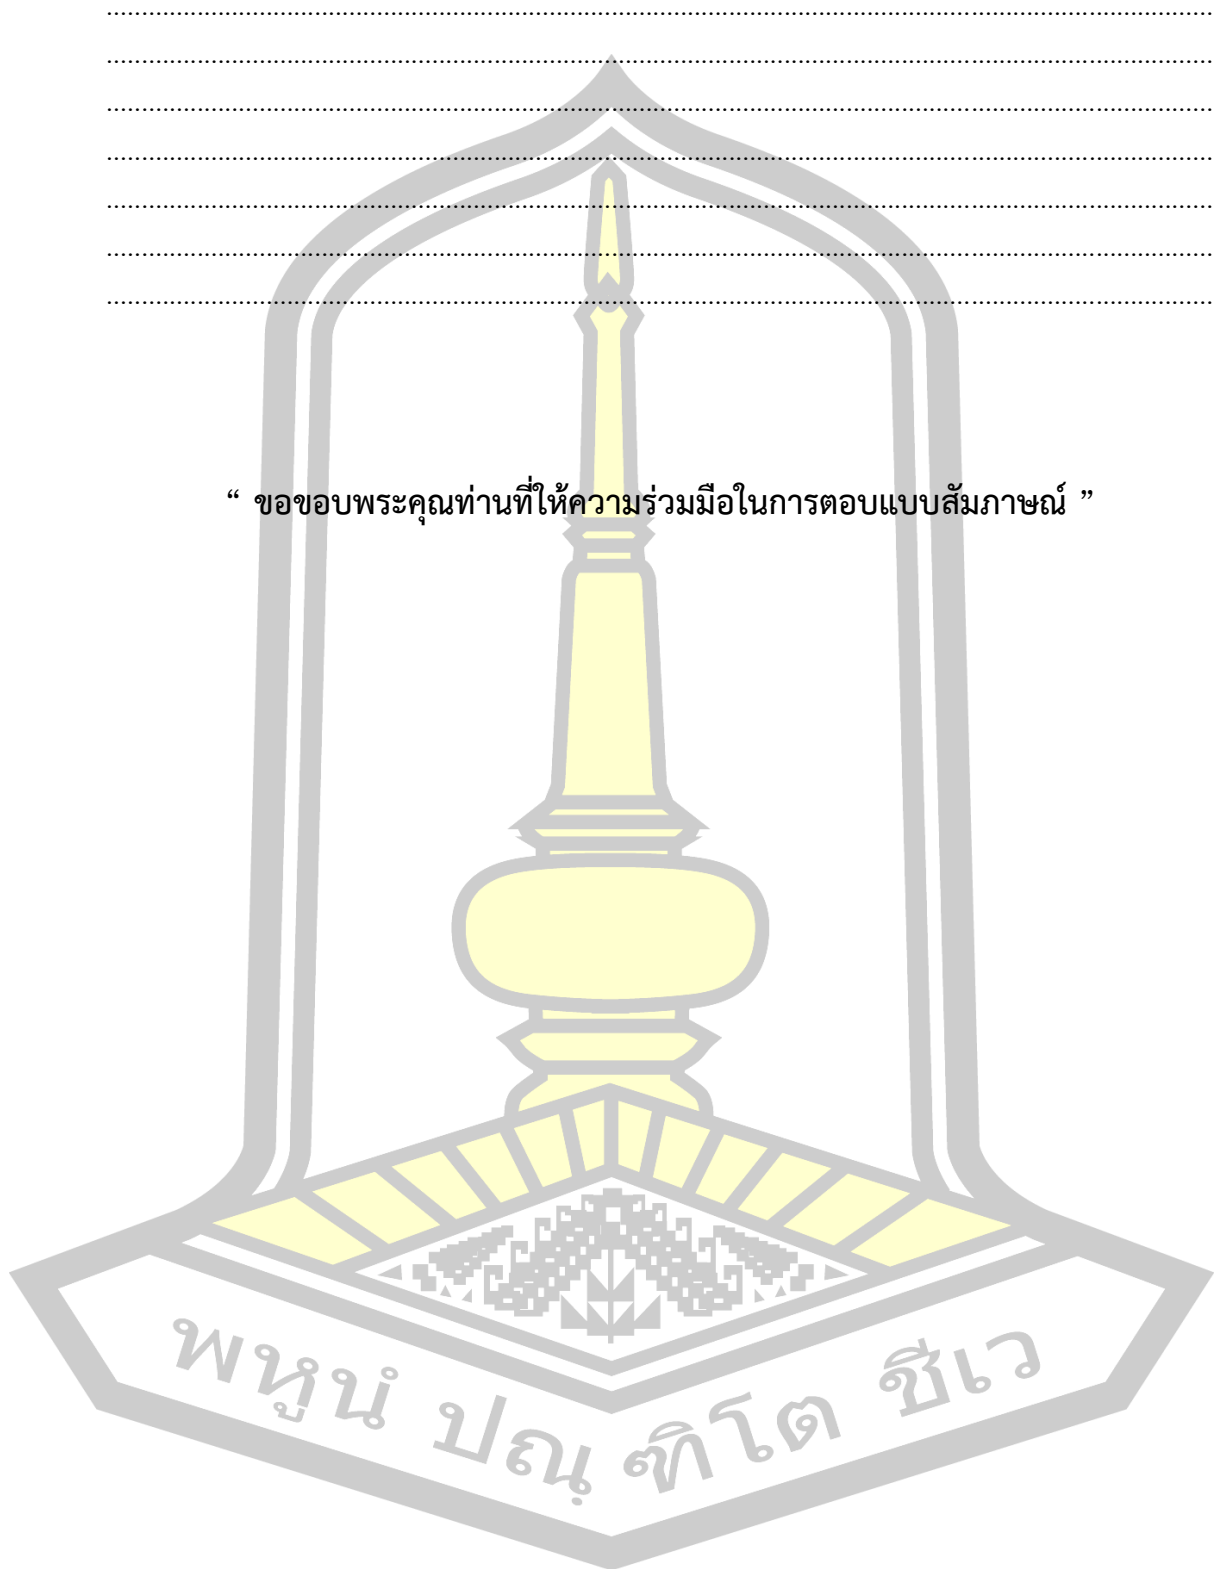 “ ขอขอบพระคุณท่านที่ให้ความร่วมมือในการตอบแบบสัมภาษณ์ ”
พหูนํ ปณฺฑิโต ชีเว